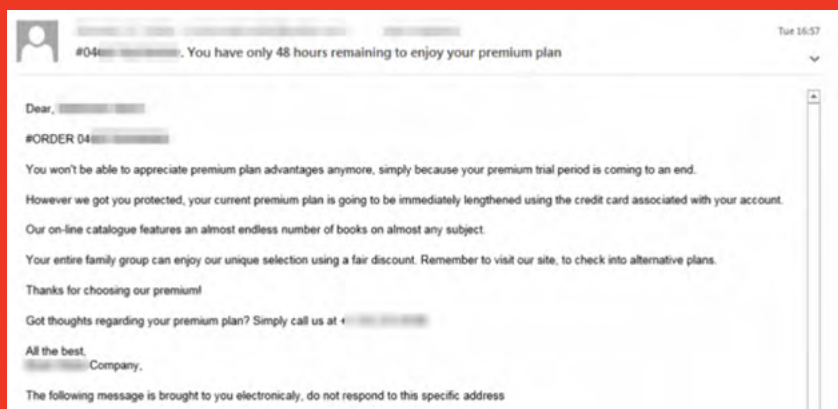 Tue 16:57
#04 . You have only 48 hours remaining to enjoy your premium plan
Dear,
#ORDER 04
You won't be able to appreciate premium plan advantages anymore, simply because your premium trial period is coming to an end.
However we got you protected, your current premium plan is going to be immediately lengthened using the credit card associated with your account.
Our on-line catalogue features an almost endless number of books on almost any subject.
Your entire family group can enjoy our unique selection using a fair discount. Remember to visit our site, to check into alternative plans.
Thanks for choosing our premium!
Got thoughts regarding your premium plan? Simply call us at +
All the best,
Company,
The following message is brought to you electronicaly, do not respond to this specific address